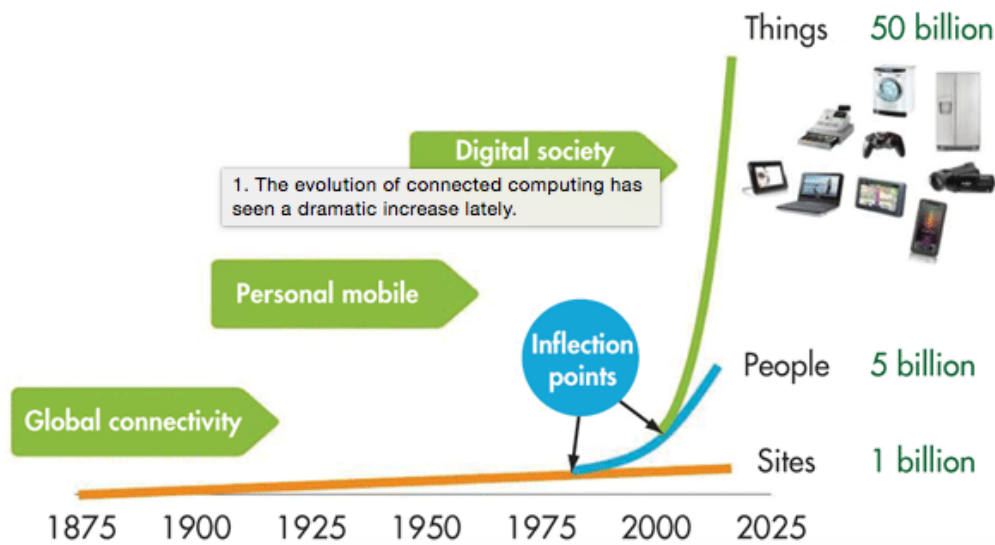 Things 50 billion
Digital society
1. The evolution of connected computing has
seen a dramatic increase lately.
Personal mobile
Inflection
points
People 5 billion
Global connectivity
Sites 1 billion
1875 1900 1925 1950 1975 2000 2025